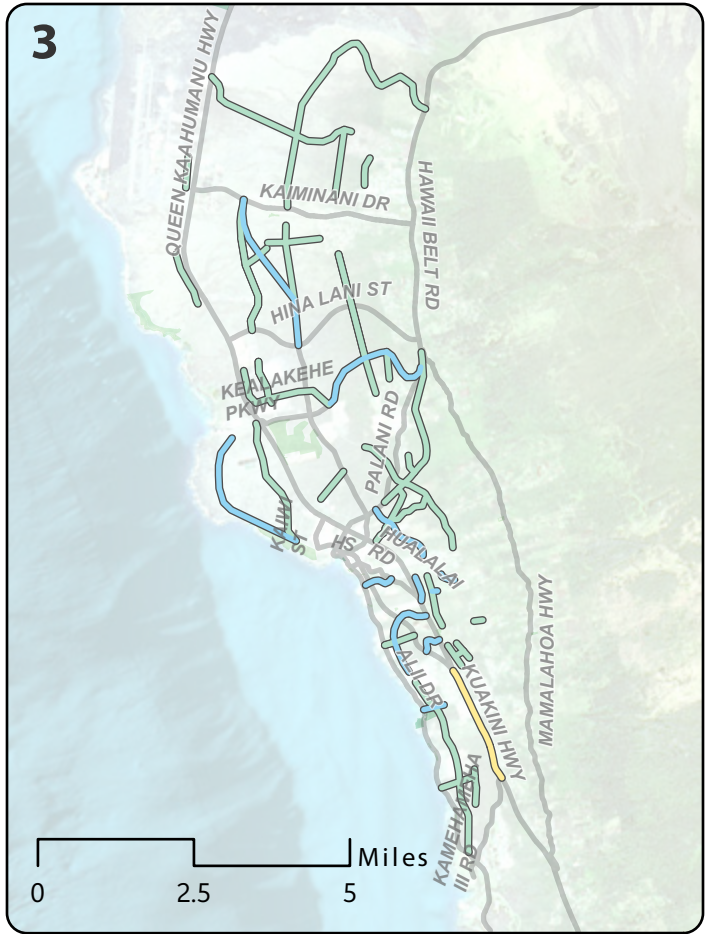 3
QUEEN KAAHUMANU HWY
HAWAII BELT RD
KAIMINANI DR
HINA LANI ST
KEALAKEHE
PKWY
PALANI RD
KAIWI
ST
HS
RD
HUALALAI
ALII DR
KUAKINI HWY
MAMALAHOA HWY
KAMEHAMEHA
III RD
Miles
0 2.5 5